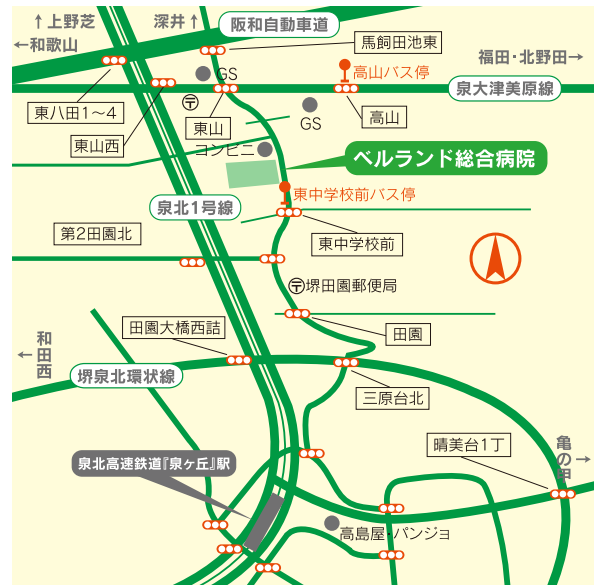 ↑上野芝
深井↑
阪和自動車道
←和歌山
馬飼田池東
福田・北野田→
GS
高山バス停
泉大津美原線
東八田1〜4
〒
東山
GS
高山
東山西
コンビニ
ベルランド総合病院
東中学校前バス停
泉北1号線
第2田園北
東中学校前
〒堺田園郵便局
田園大橋西詰
田園
←和田西
堺泉北環状線
三原台北
晴美台1丁
亀の甲→
泉北高速鉄道『泉ヶ丘』駅
高島屋・パンジョ